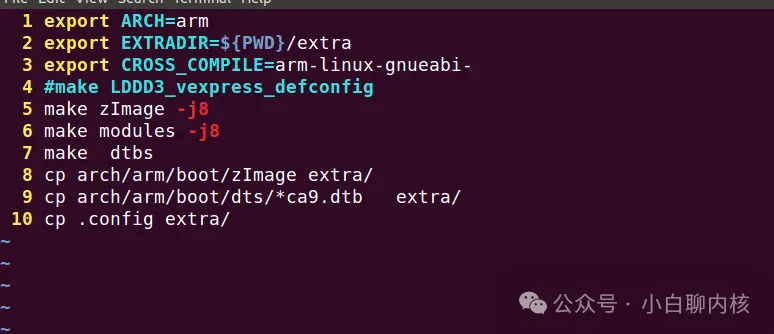 File Edit View Search Terminal Help
1 export ARCH=arm
2 export EXTRADIR=${PWD}/extra
3 export CROSS_COMPILE=arm-linux-gnueabi-
4 #make LDDD3_vexpress_defconfig
5 make zImage -j8
6 make modules -j8
7 make  dtbs
8 cp arch/arm/boot/zImage extra/
9 cp arch/arm/boot/dts/*ca9.dtb   extra/
10 cp .config extra/
~
~
~
~
~
公众号 · 小白聊内核